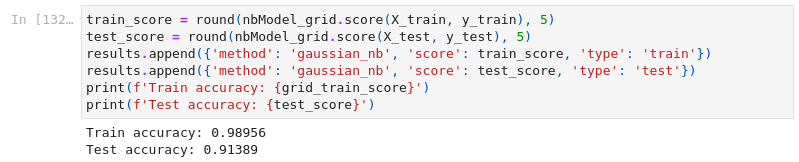 In [132…
train_score = round(nbModel_grid.score(X_train, y_train), 5)
test_score = round(nbModel_grid.score(X_test, y_test), 5)
results.append({'method': 'gaussian_nb', 'score': train_score, 'type': 'train'})
results.append({'method': 'gaussian_nb', 'score': test_score, 'type': 'test'})
print(f'Train accuracy: {grid_train_score}')
print(f'Test accuracy: {test_score}')
Train accuracy: 0.98956
Test accuracy: 0.91389